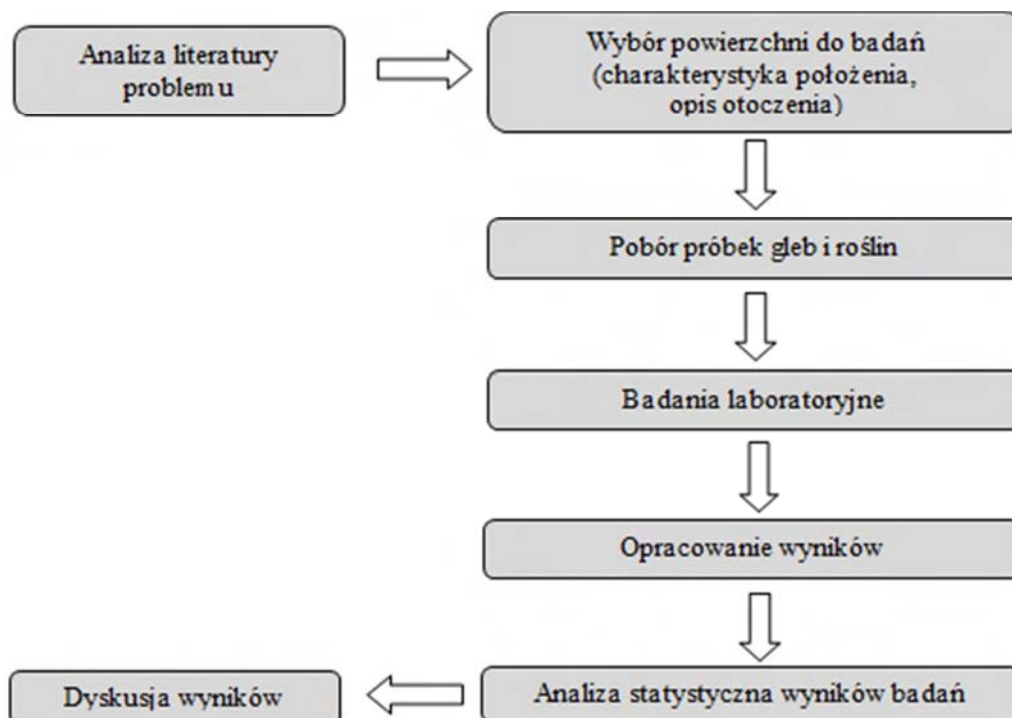 Analiza literatury
problemu
Wybór powierzchni do badań
(charakterystyka położenia,
opis otoczenia)
Pobór próbek gleb i roślin
Badania laboratoryjne
Opracowanie wyników
Analiza statystyczna wyników badań
Dyskusja wyników